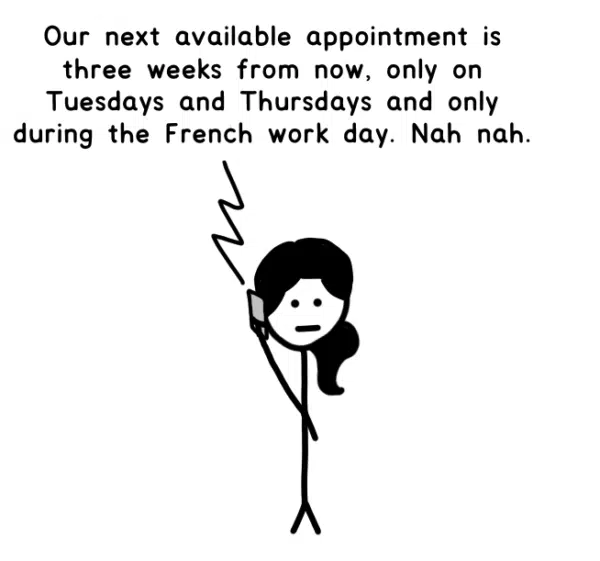 Our next available appointment is
three weeks from now, only on
Tuesdays and Thursdays and only
during the French work day. Nah nah.